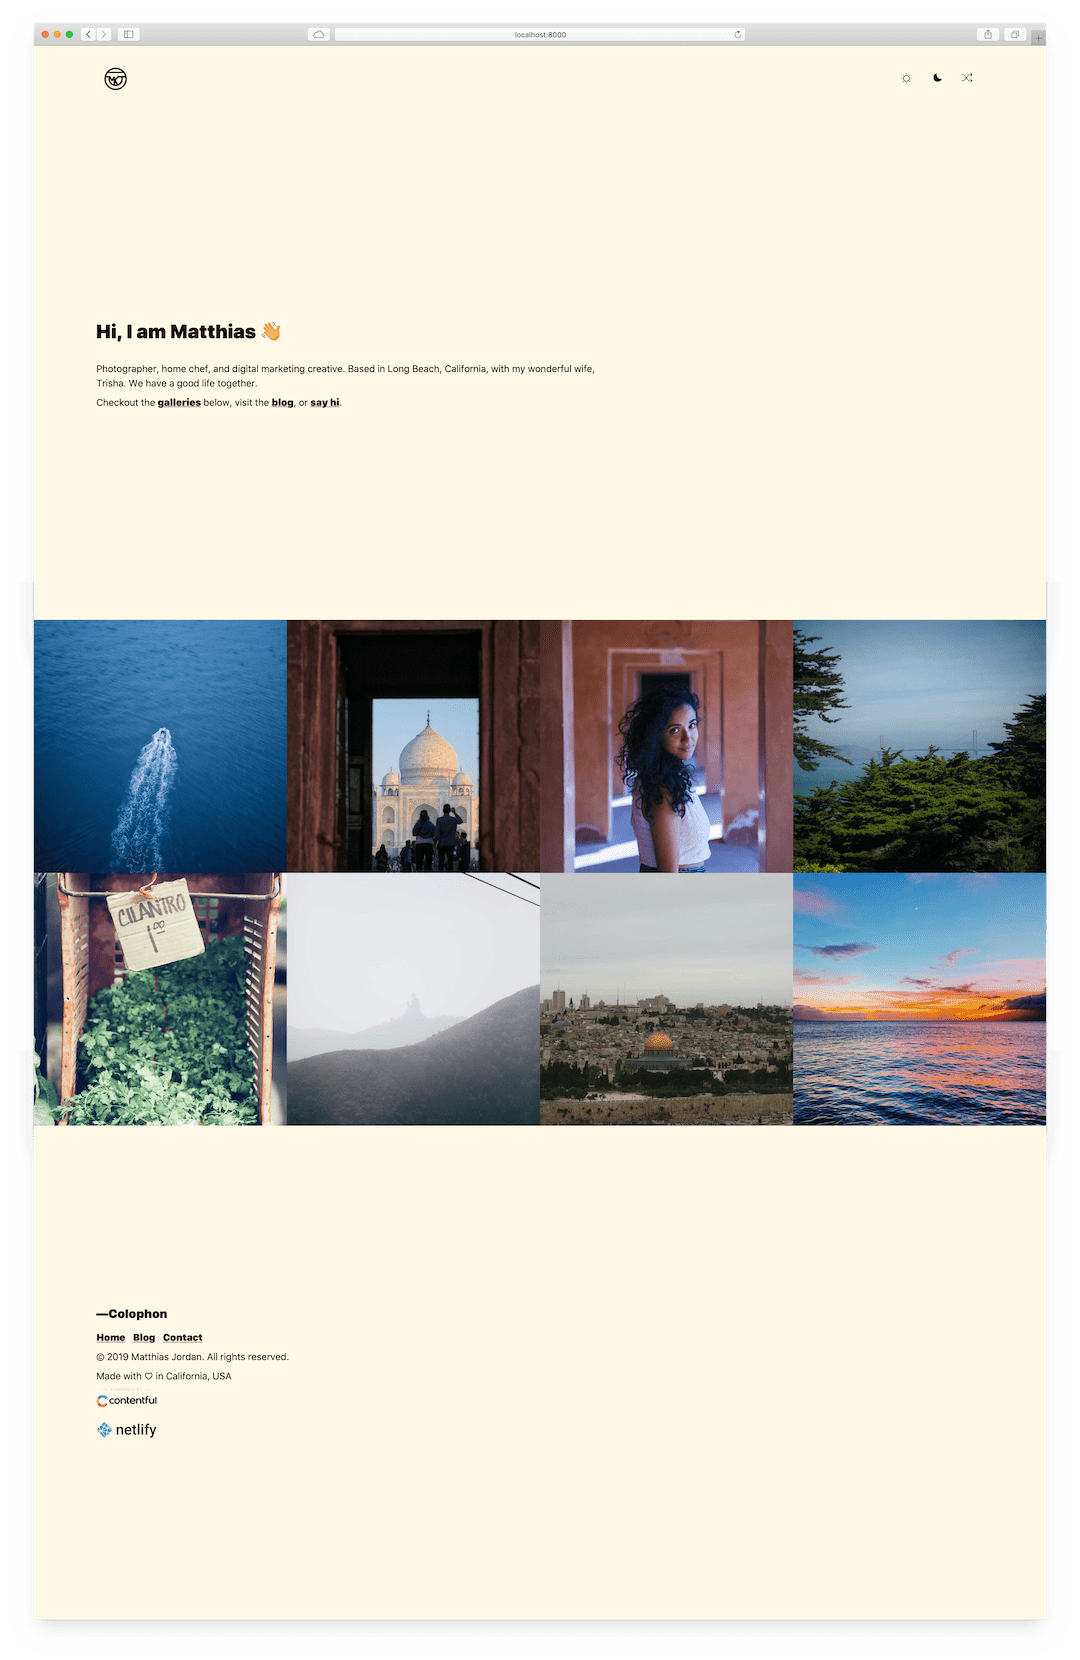 localhost:8000
Hi, I am Matthias 👋
Photographer, home chef, and digital marketing creative. Based in Long Beach, California, with my wonderful wife,
Trisha. We have a good life together.
Checkout the galleries below, visit the blog, or say hi.
CILANTRO
1.00
—Colophon
Home Blog Contact
© 2019 Matthias Jordan. All rights reserved.
Made with ♡ in California, USA
contentful
netlify